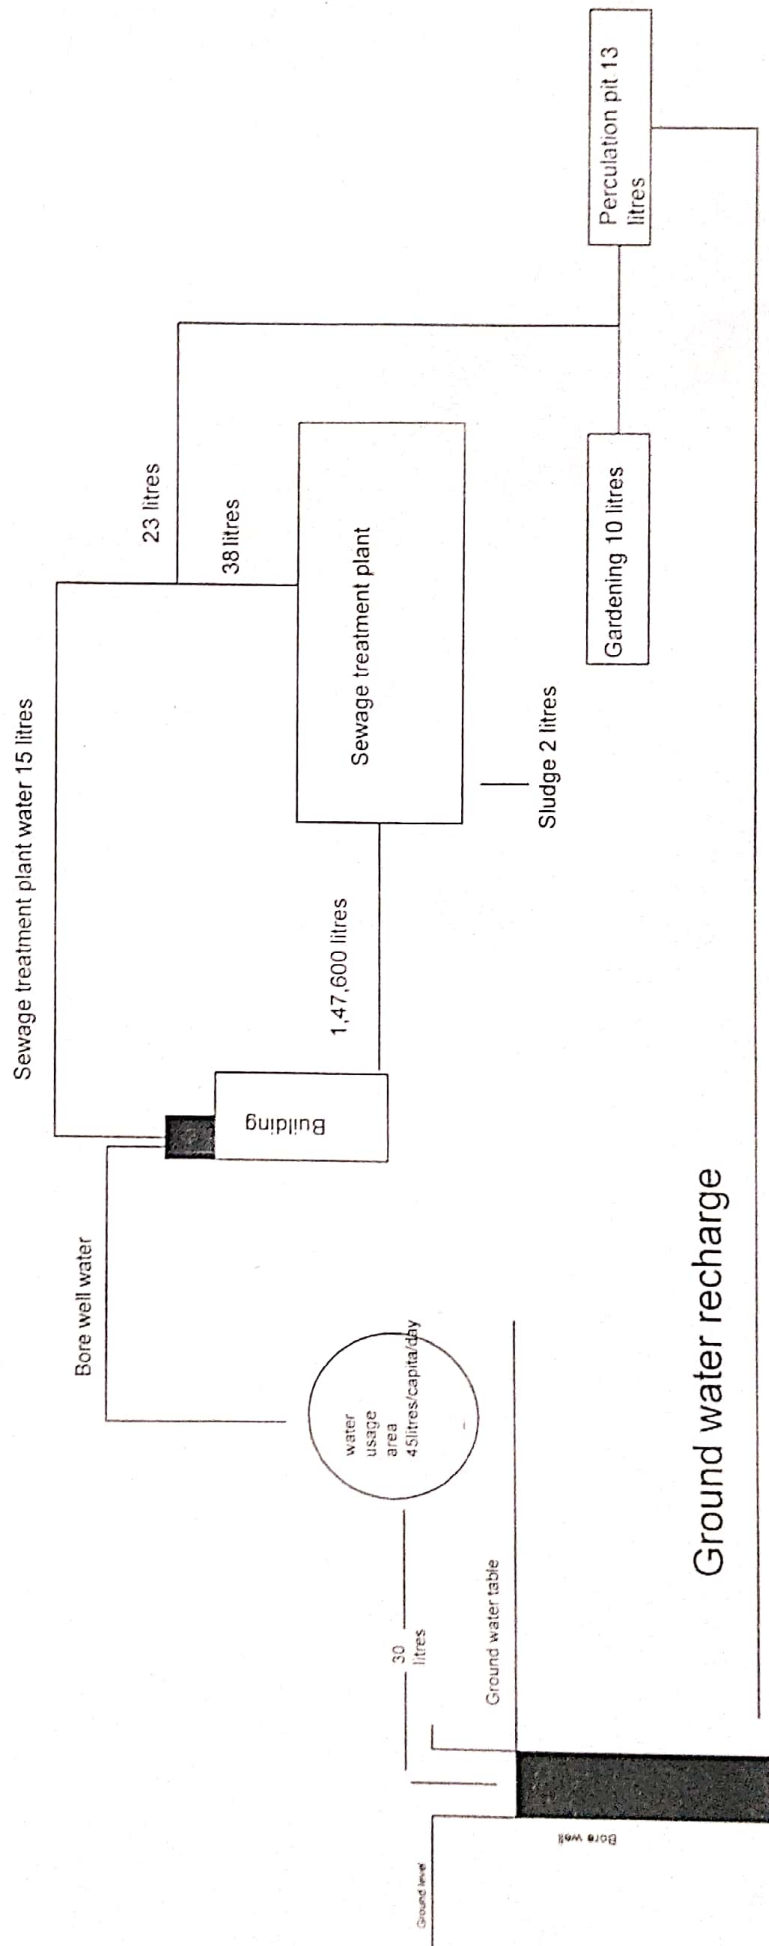 Sewage treatment plant water 15 litres
23 litres
38 litres
Perculation pit 13
litres
Bore well water
Building
1,47,600 litres
Sewage treatment plant
Sludge 2 litres
Gardening 10 litres
water
usage
area
45litres/capita/day
30
litres
Ground water table
Ground level
Bore well
Ground water recharge